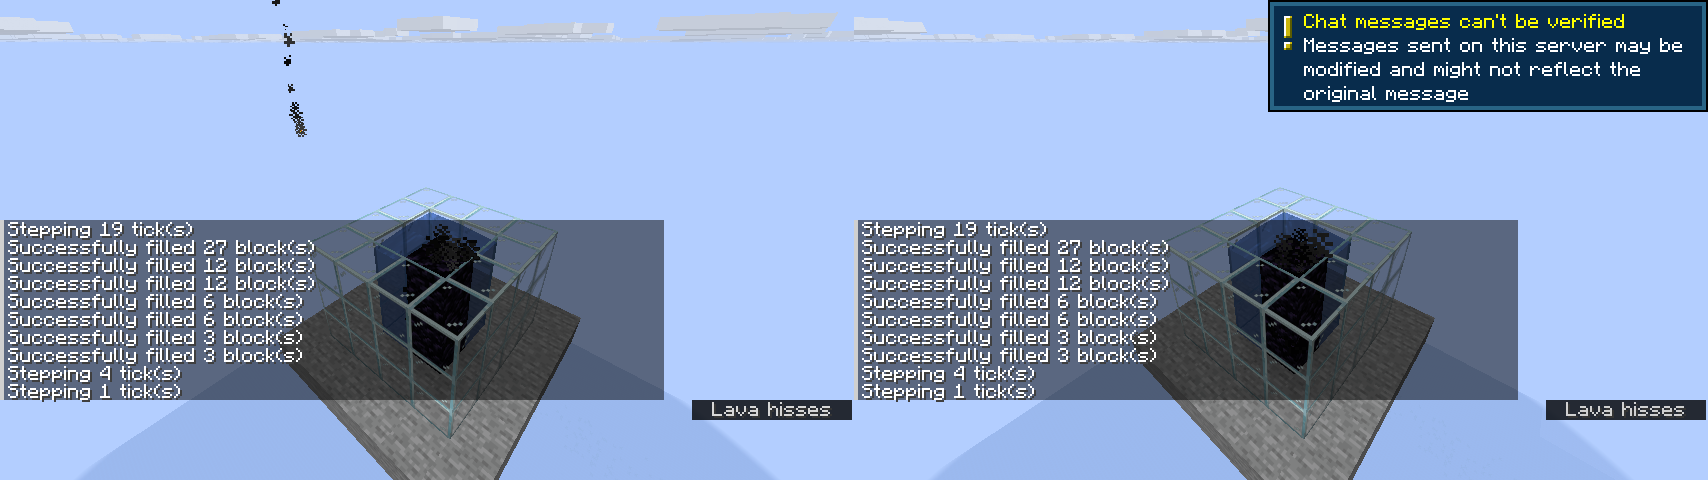 Chat messages can't be verified
Messages sent on this server may be
modified and might not reflect the
original message
Stepping 19 tick(s)
Successfully filled 27 block(s)
Successfully filled 12 block(s)
Successfully filled 12 block(s)
Successfully filled 6 block(s)
Successfully filled 6 block(s)
Successfully filled 3 block(s)
Successfully filled 3 block(s)
Stepping 4 tick(s)
Stepping 1 tick(s)
Lava hisses
Stepping 19 tick(s)
Successfully filled 27 block(s)
Successfully filled 12 block(s)
Successfully filled 12 block(s)
Successfully filled 6 block(s)
Successfully filled 6 block(s)
Successfully filled 3 block(s)
Successfully filled 3 block(s)
Stepping 4 tick(s)
Stepping 1 tick(s)
Lava hisses